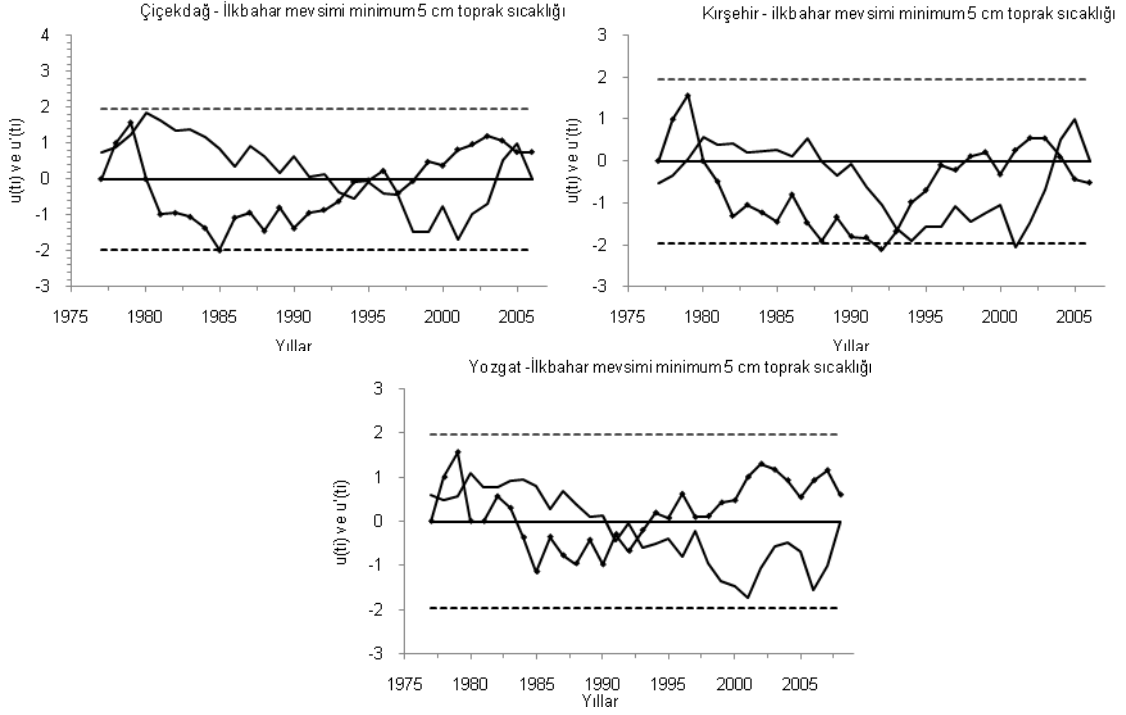 Çiçekdağ - İlkbahar mevsimi minimum 5 cm toprak sıcaklığı
u(ti) ve u'(ti)
4
3
2
1
0
-1
-2
-3
1975 1980 1985 1990 1995 2000 2005
Yıllar
Kırşehir - ilkbahar mevsimi minimum 5 cm toprak sıcaklığı
u(ti) ve u'(ti)
3
2
1
0
-1
-2
-3
1975 1980 1985 1990 1995 2000 2005
Yıllar
Yozgat -İlkbahar mevsimi minimum 5 cm toprak sıcaklığı
u(ti) ve u'(ti)
3
2
1
0
-1
-2
-3
1975 1980 1985 1990 1995 2000 2005
Yıllar